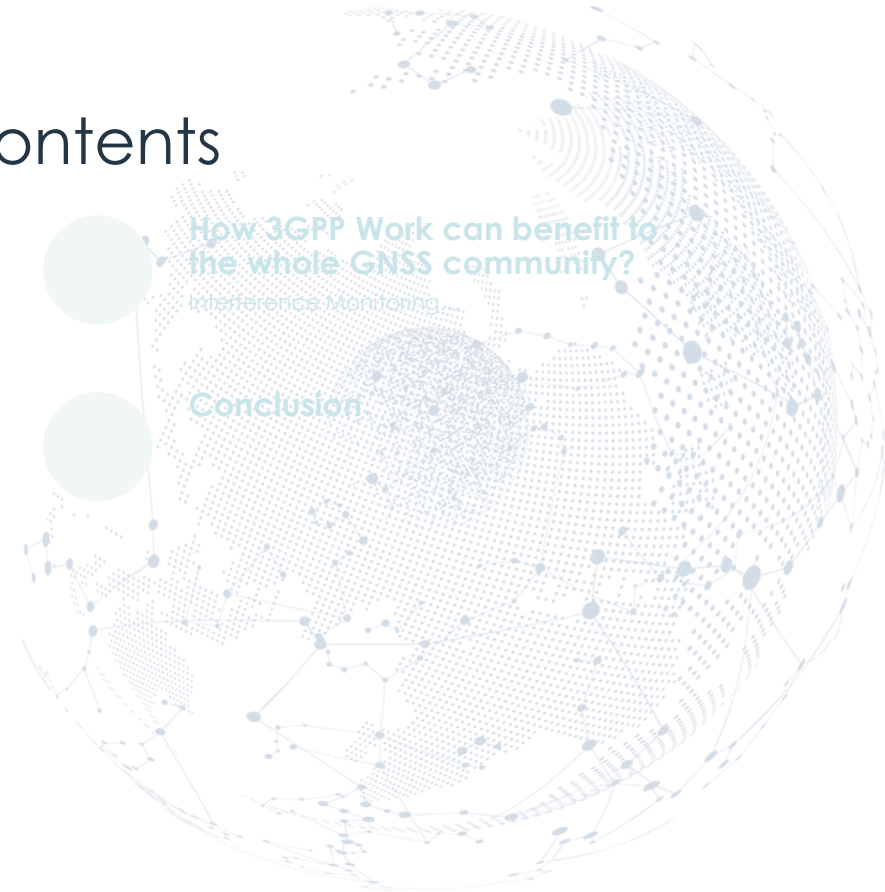 ontents
How 3GPP Work can benefit to
the whole GNSS community?
Interference Monitoring
Conclusion